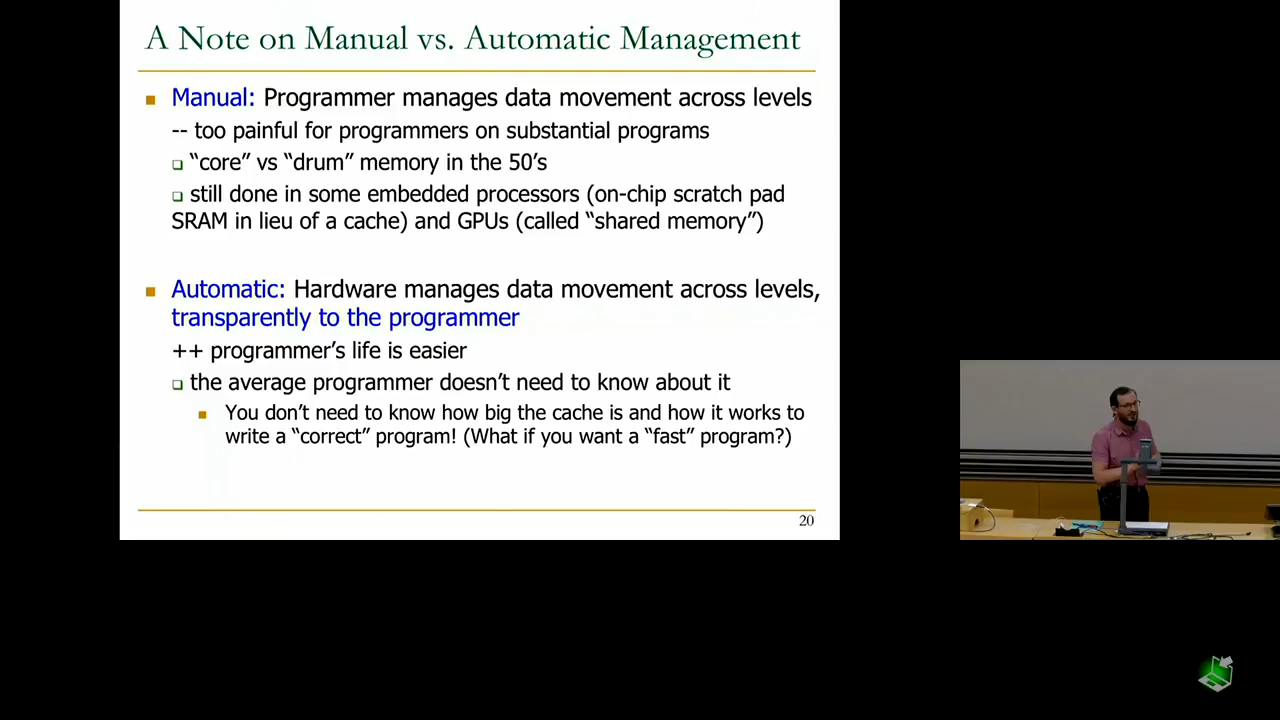 A Note on Manual vs. Automatic Management
Manual: Programmer manages data movement across levels
-- too painful for programmers on substantial programs
“core” vs “drum” memory in the 50’s
still done in some embedded processors (on-chip scratch pad
SRAM in lieu of a cache) and GPUs (called “shared memory”)
Automatic: Hardware manages data movement across levels,
transparently to the programmer
++ programmer’s life is easier
the average programmer doesn’t need to know about it
You don’t need to know how big the cache is and how it works to
write a “correct” program! (What if you want a “fast” program?)
20